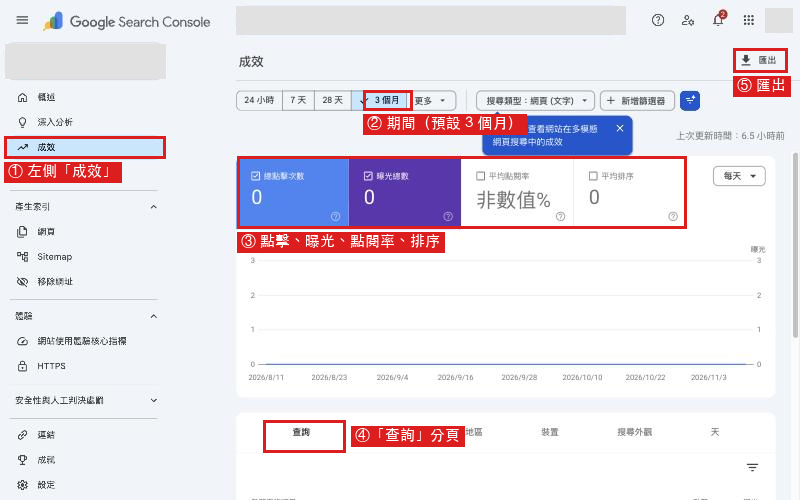 Google Search Console
2
成效
匯出
⑤ 匯出
24 小時
7 天
28 天
3 個月
更多
搜尋類型：網頁 (文字)
新增篩選器
② 期間（預設 3 個月）
查看網站在多模態
網頁搜尋中的成效
上次更新時間：6.5 小時前
概述
深入分析
成效
① 左側「成效」
產生索引
網頁
Sitemap
移除網址
體驗
網站使用體驗核心指標
HTTPS
安全性與人工判決處罰
連結
成就
設定
總點擊次數
0
曝光總數
0
平均點閱率
非數值%
平均排序
0
每天
③ 點擊、曝光、點閱率、排序
曝光
3
3
2
2
1
1
0
0
2026/8/11
2026/8/23
2026/9/4
2026/9/16
2026/9/28
2026/10/10
2026/10/22
2026/11/3
查詢
④「查詢」分頁
地區
裝置
搜尋外觀
天